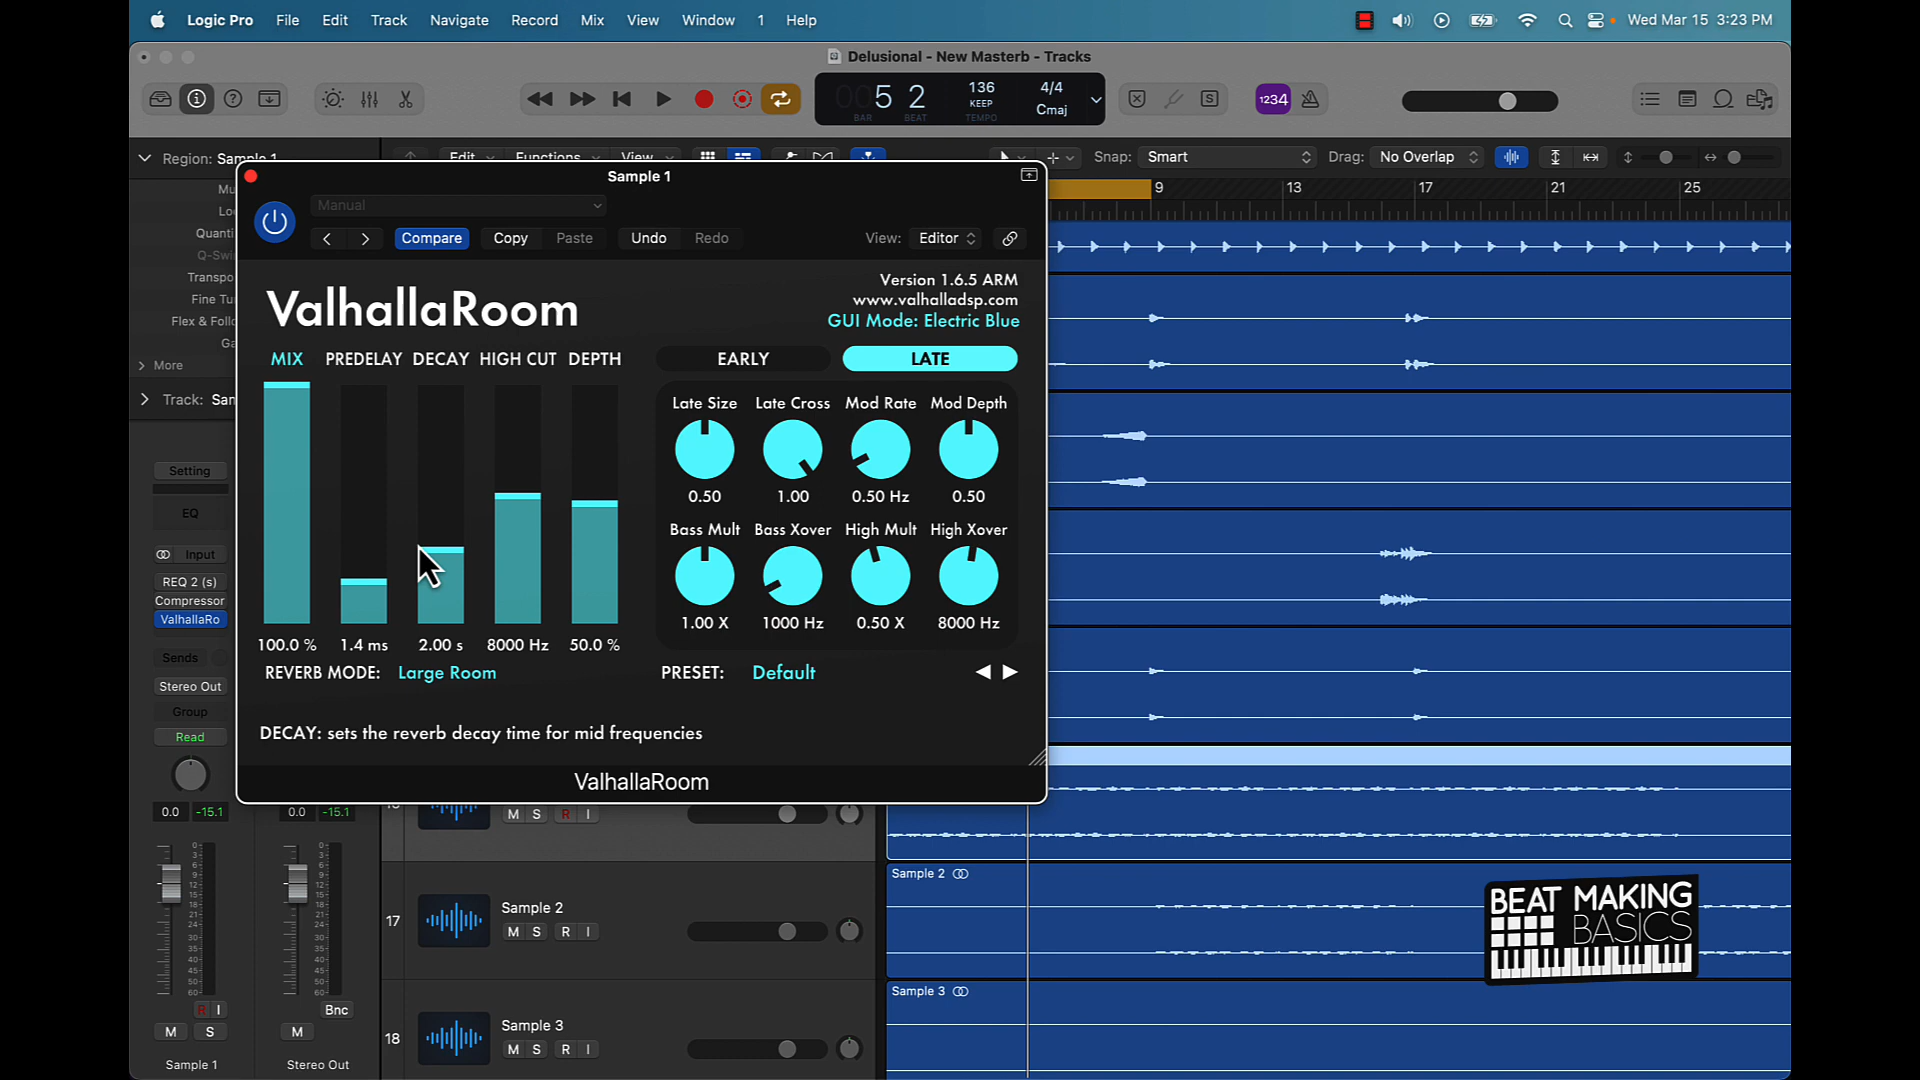 Logic Pro File Edit Track Navigate Record Mix View Window 1 Help Wed Mar 15 3:23 PM
Delusional - New Masterb - Tracks
5 2 136 4/4
KEEP Cmaj
BAR BEAT TEMPO
1234
Region: Sample 1
Edit Functions View Snap: Smart Drag: No Overlap
9 13 17 21 25
Sample 1
Manual
Compare Copy Paste Undo Redo View: Editor
Quanti
Q-Swi
Transpo
Fine Tu
Flex & Follo
Ga
More
Track: Sam
ValhallaRoom
Version 1.6.5 ARM
www.valhalladsp.com
GUI Mode: Electric Blue
MIX PREDELAY DECAY HIGH CUT DEPTH
EARLY LATE
Late Size Late Cross Mod Rate Mod Depth
0.50 1.00 0.50 Hz 0.50
Bass Mult Bass Xover High Mult High Xover
1.00 X 1000 Hz 0.50 X 8000 Hz
100.0 % 1.4 ms 2.00 s 8000 Hz 50.0 %
REVERB MODE: Large Room PRESET: Default
DECAY: sets the reverb decay time for mid frequencies
ValhallaRoom
Setting
EQ
Input
REQ 2 (s)
Compressor
ValhallaRo
Sends
Stereo Out
Group
Read
0.0 -15.1 0.0 -15.1
R I Bnc
M S M
Sample 1 Stereo Out
M S R I
17 Sample 2
M S R I
18 Sample 3
M S R I
Sample 2
Sample 3
BEAT MAKING
BASICS